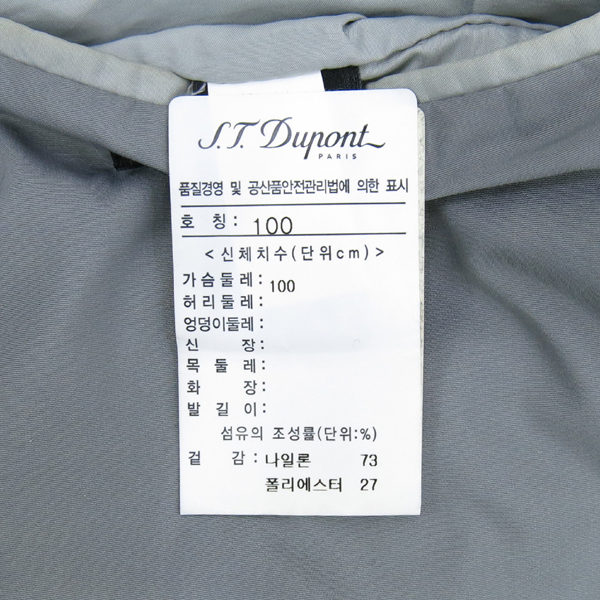 S.T. Dupont
PARIS
품질경영 및 공산품안전관리법에 의한 표시
호 칭 : 100
<신체치수(단위cm)>
가슴둘레 : 100
허리둘레 :
엉덩이둘레 :
신 장 :
목 둘 레 :
화 장 :
발 길 이 :
섬유의 조성률(단위:%)
겉 감 : 나일론 73
폴리에스터 27